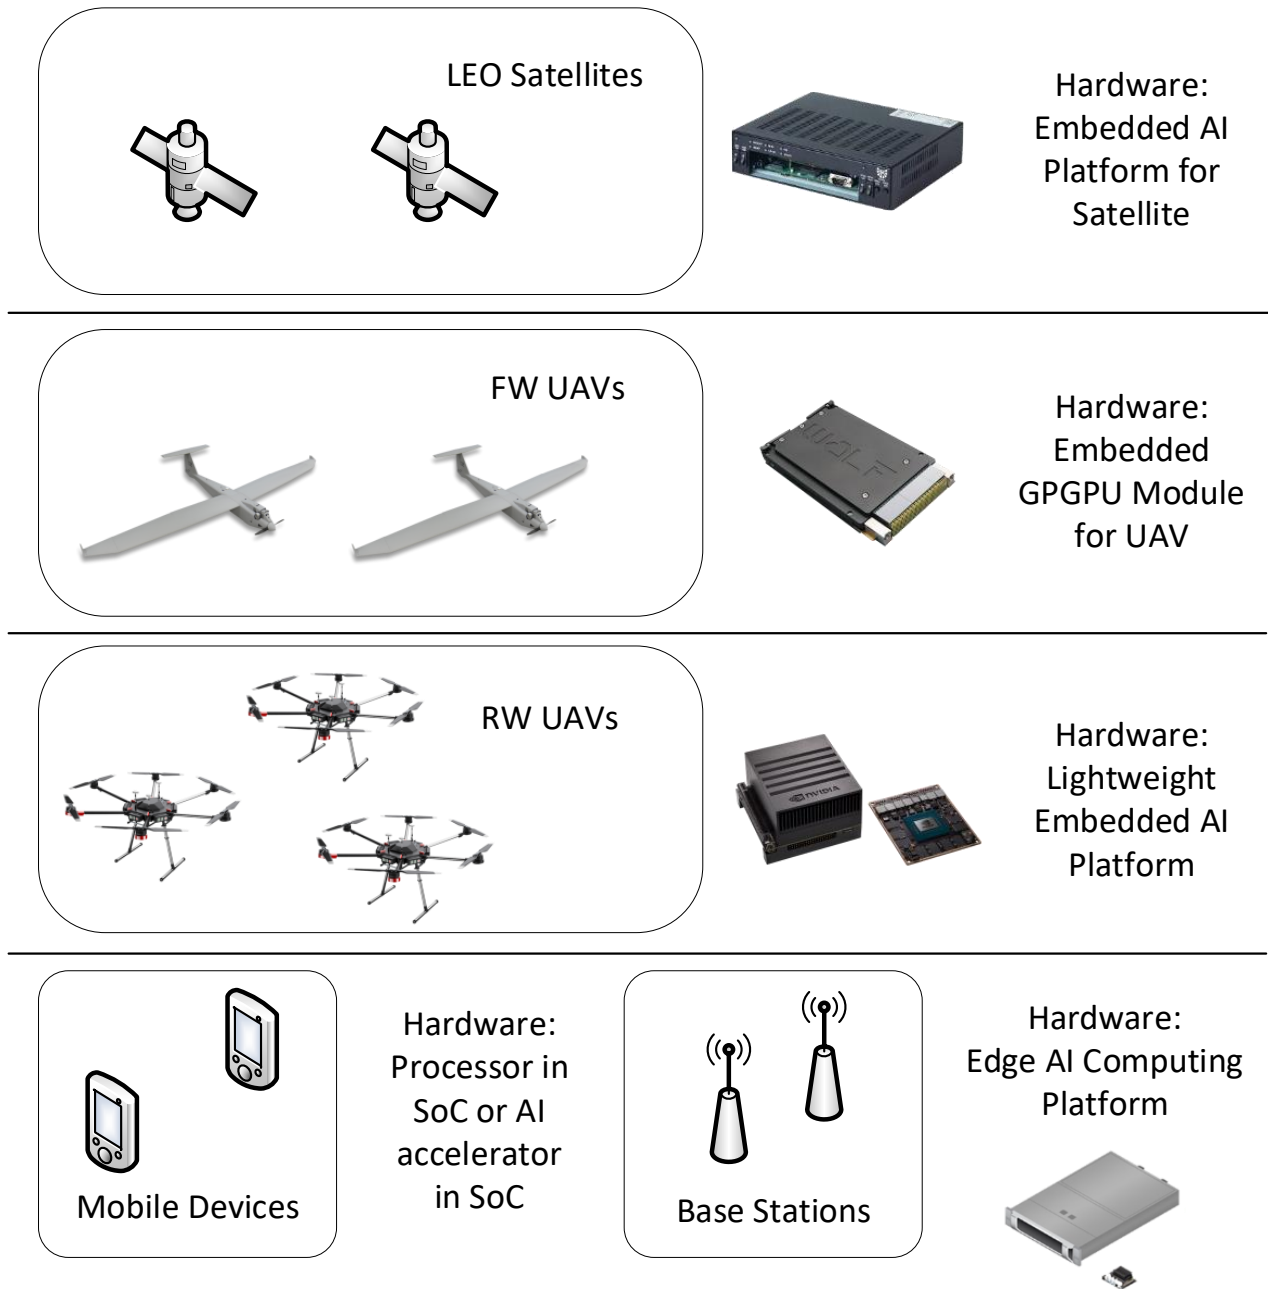 LEO Satellites
Hardware:
Embedded AI
Platform for
Satellite
FW UAVs
WOLF
Hardware:
Embedded
GPGPU Module
for UAV
RW UAVs
NVIDIA
Hardware:
Lightweight
Embedded AI
Platform
Mobile Devices
Hardware:
Processor in
SoC or AI
accelerator
in SoC
Base Stations
Hardware:
Edge AI Computing
Platform